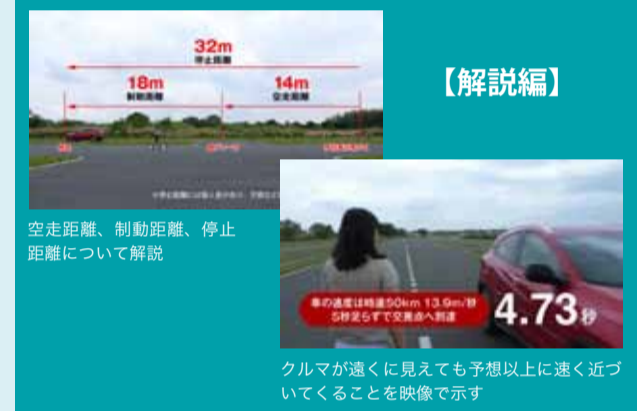 【解説編】
32m
停止距離
18m
制動距離
14m
空走距離
空走距離、制動距離、停止
距離について解説
車の速度は時速50km 13.9m/秒
5秒足らずで交差点へ到達
4.73秒
クルマが遠くに見えても予想以上に速く近づ
いてくることを映像で示す